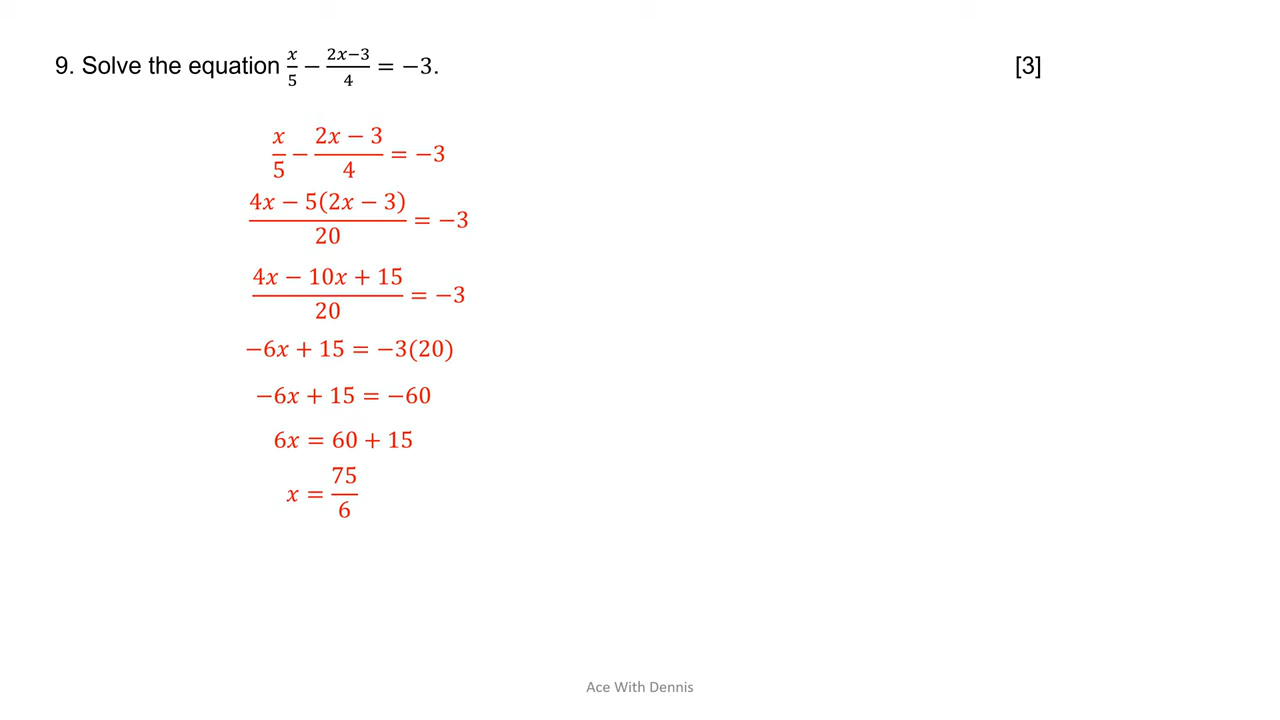 9. Solve the equation x/5 − (2x−3)/4 = −3. [3]
x/5 − (2x − 3)/4 = −3
(4x − 5(2x − 3))/20 = −3
(4x − 10x + 15)/20 = −3
−6x + 15 = −3(20)
−6x + 15 = −60
6x = 60 + 15
x = 75/6
Ace With Dennis